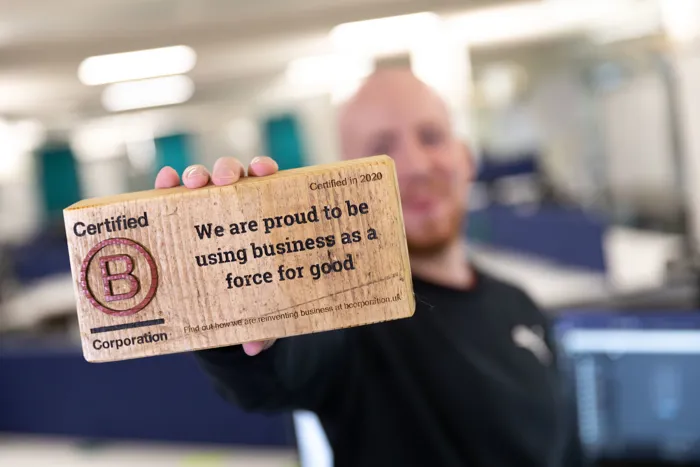 Certified in 2020
Certified
B
Corporation
We are proud to be
using business as a
force for good
Find out how we are reinventing business at bcorporation.uk